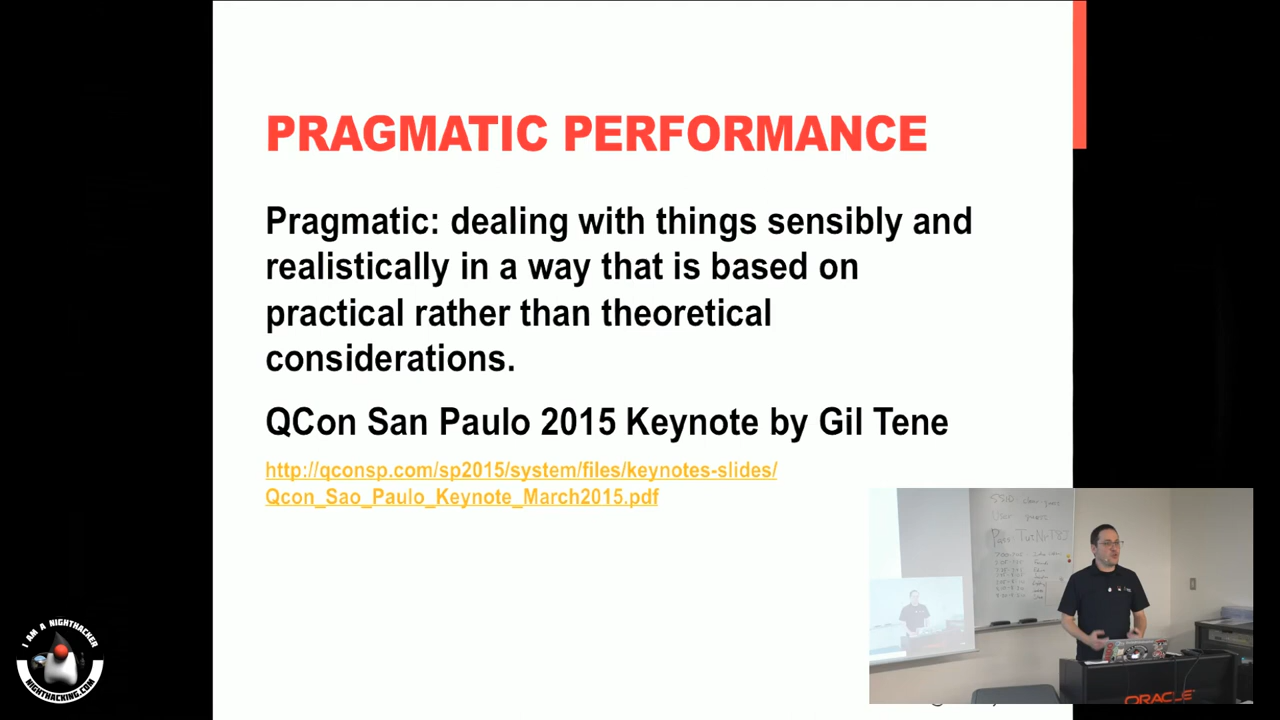 PRAGMATIC PERFORMANCE
Pragmatic: dealing with things sensibly and
realistically in a way that is based on
practical rather than theoretical
considerations.
QCon San Paulo 2015 Keynote by Gil Tene
http://qconsp.com/sp2015/system/files/keynotes-slides/
Qcon_Sao_Paulo_Keynote_March2015.pdf
I AM A NIGHTHACKER
NIGHTHACKING.COM
SSID
User
ORACLE